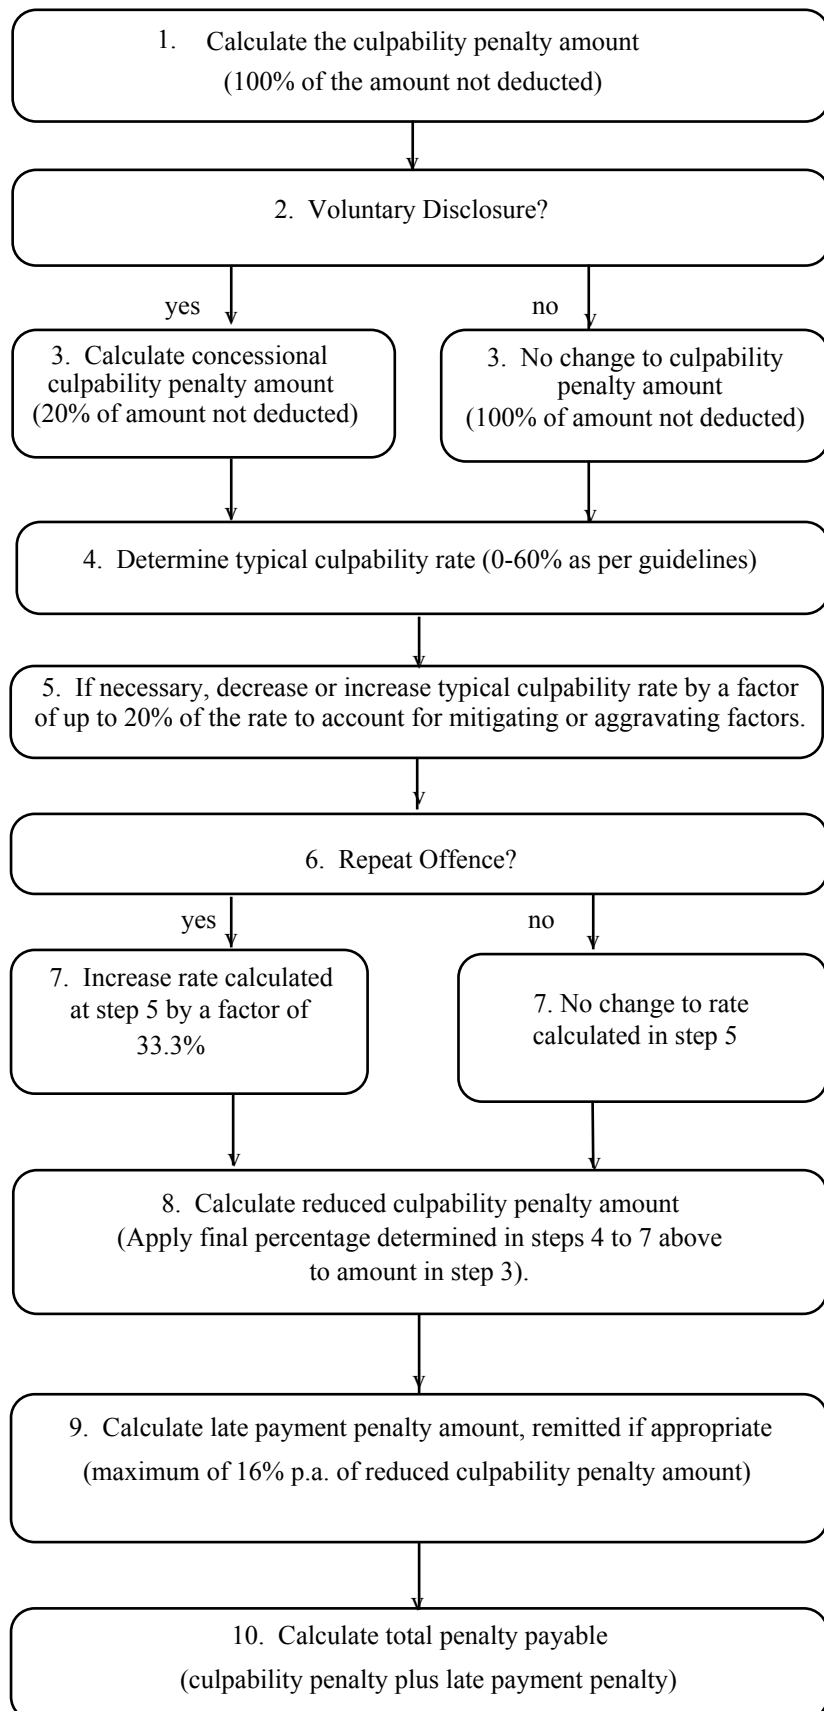 1. Calculate the culpability penalty amount
(100% of the amount not deducted)
2. Voluntary Disclosure?
yes
no
3. Calculate concessional
culpability penalty amount
(20% of amount not deducted)
3. No change to culpability
penalty amount
(100% of amount not deducted)
4. Determine typical culpability rate (0-60% as per guidelines)
5. If necessary, decrease or increase typical culpability rate by a factor
of up to 20% of the rate to account for mitigating or aggravating factors.
6. Repeat Offence?
yes
no
7. Increase rate calculated
at step 5 by a factor of
33.3%
7. No change to rate
calculated in step 5
8. Calculate reduced culpability penalty amount
(Apply final percentage determined in steps 4 to 7 above
to amount in step 3).
9. Calculate late payment penalty amount, remitted if appropriate
(maximum of 16% p.a. of reduced culpability penalty amount)
10. Calculate total penalty payable
(culpability penalty plus late payment penalty)